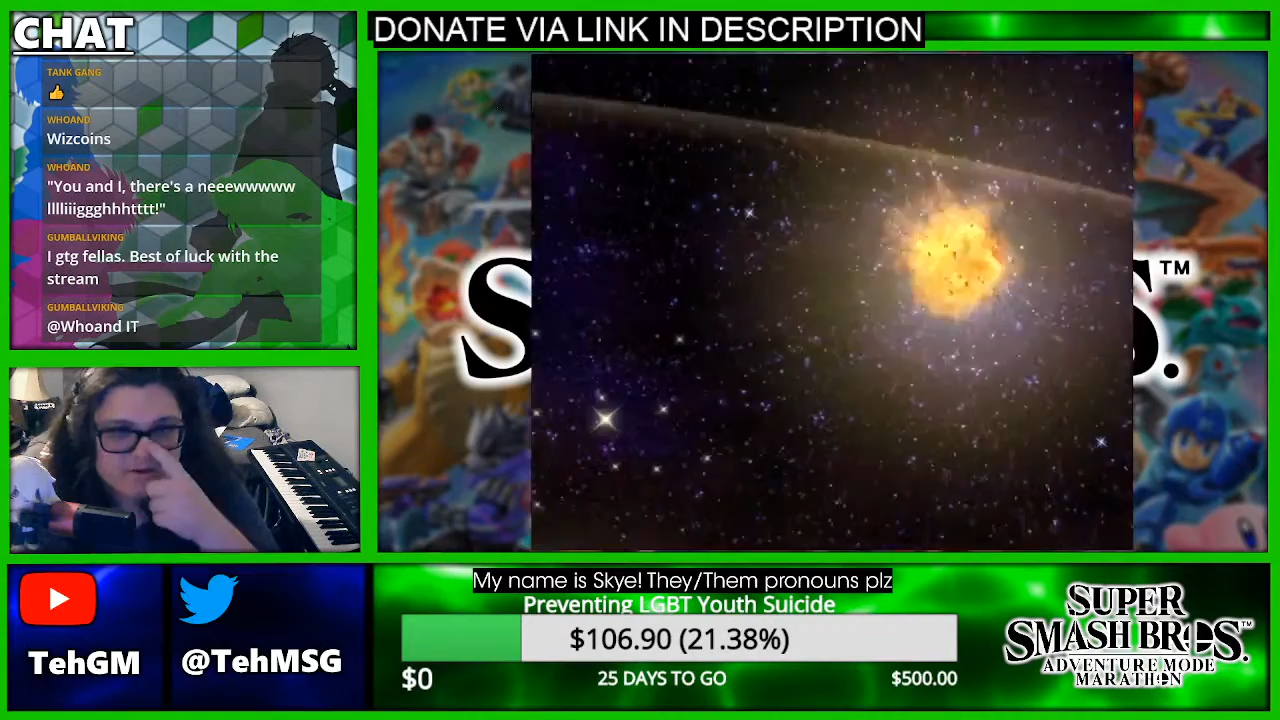 CHAT
TANK GANG
👍
WHOAND
Wizcoins
WHOAND
"You and I, there's a neeewwwww
llllliiiggghhhtttt!"
GUMBALLVIKING
I gtg fellas. Best of luck with the
stream
GUMBALLVIKING
@Whoand IT
DONATE VIA LINK IN DESCRIPTION
S
S.™
TehGM
@TehMSG
My name is Skye! They/Them pronouns plz
Preventing LGBT Youth Suicide
$106.90 (21.38%)
$0
25 DAYS TO GO
$500.00
SUPER
SMASH BROS.™
ADVENTURE MODE
MARATHON